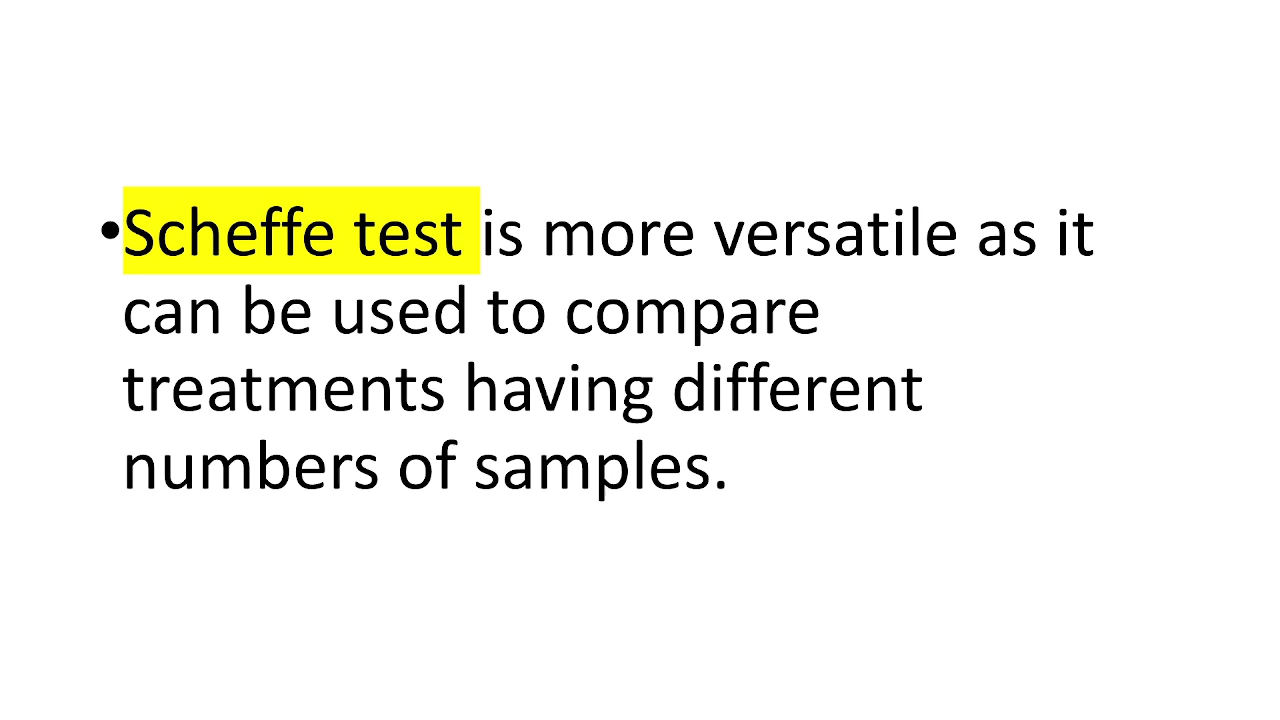 •Scheffe test is more versatile as it
can be used to compare
treatments having different
numbers of samples.